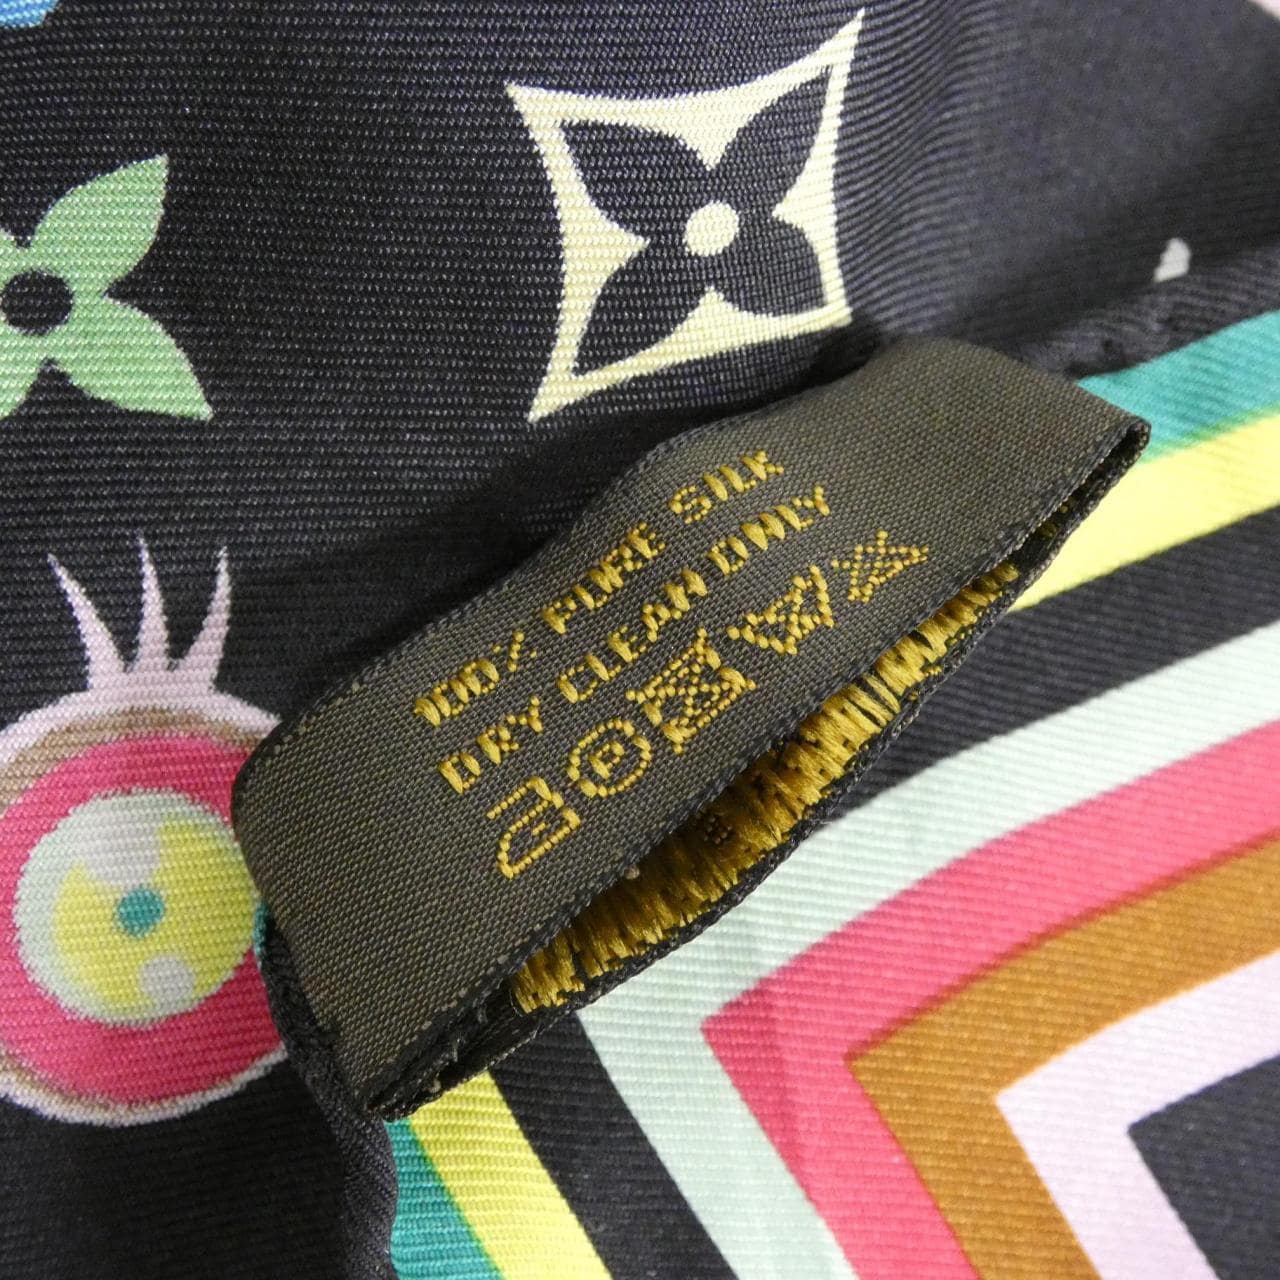 100% PURE SILK
DRY CLEAN ONLY
P